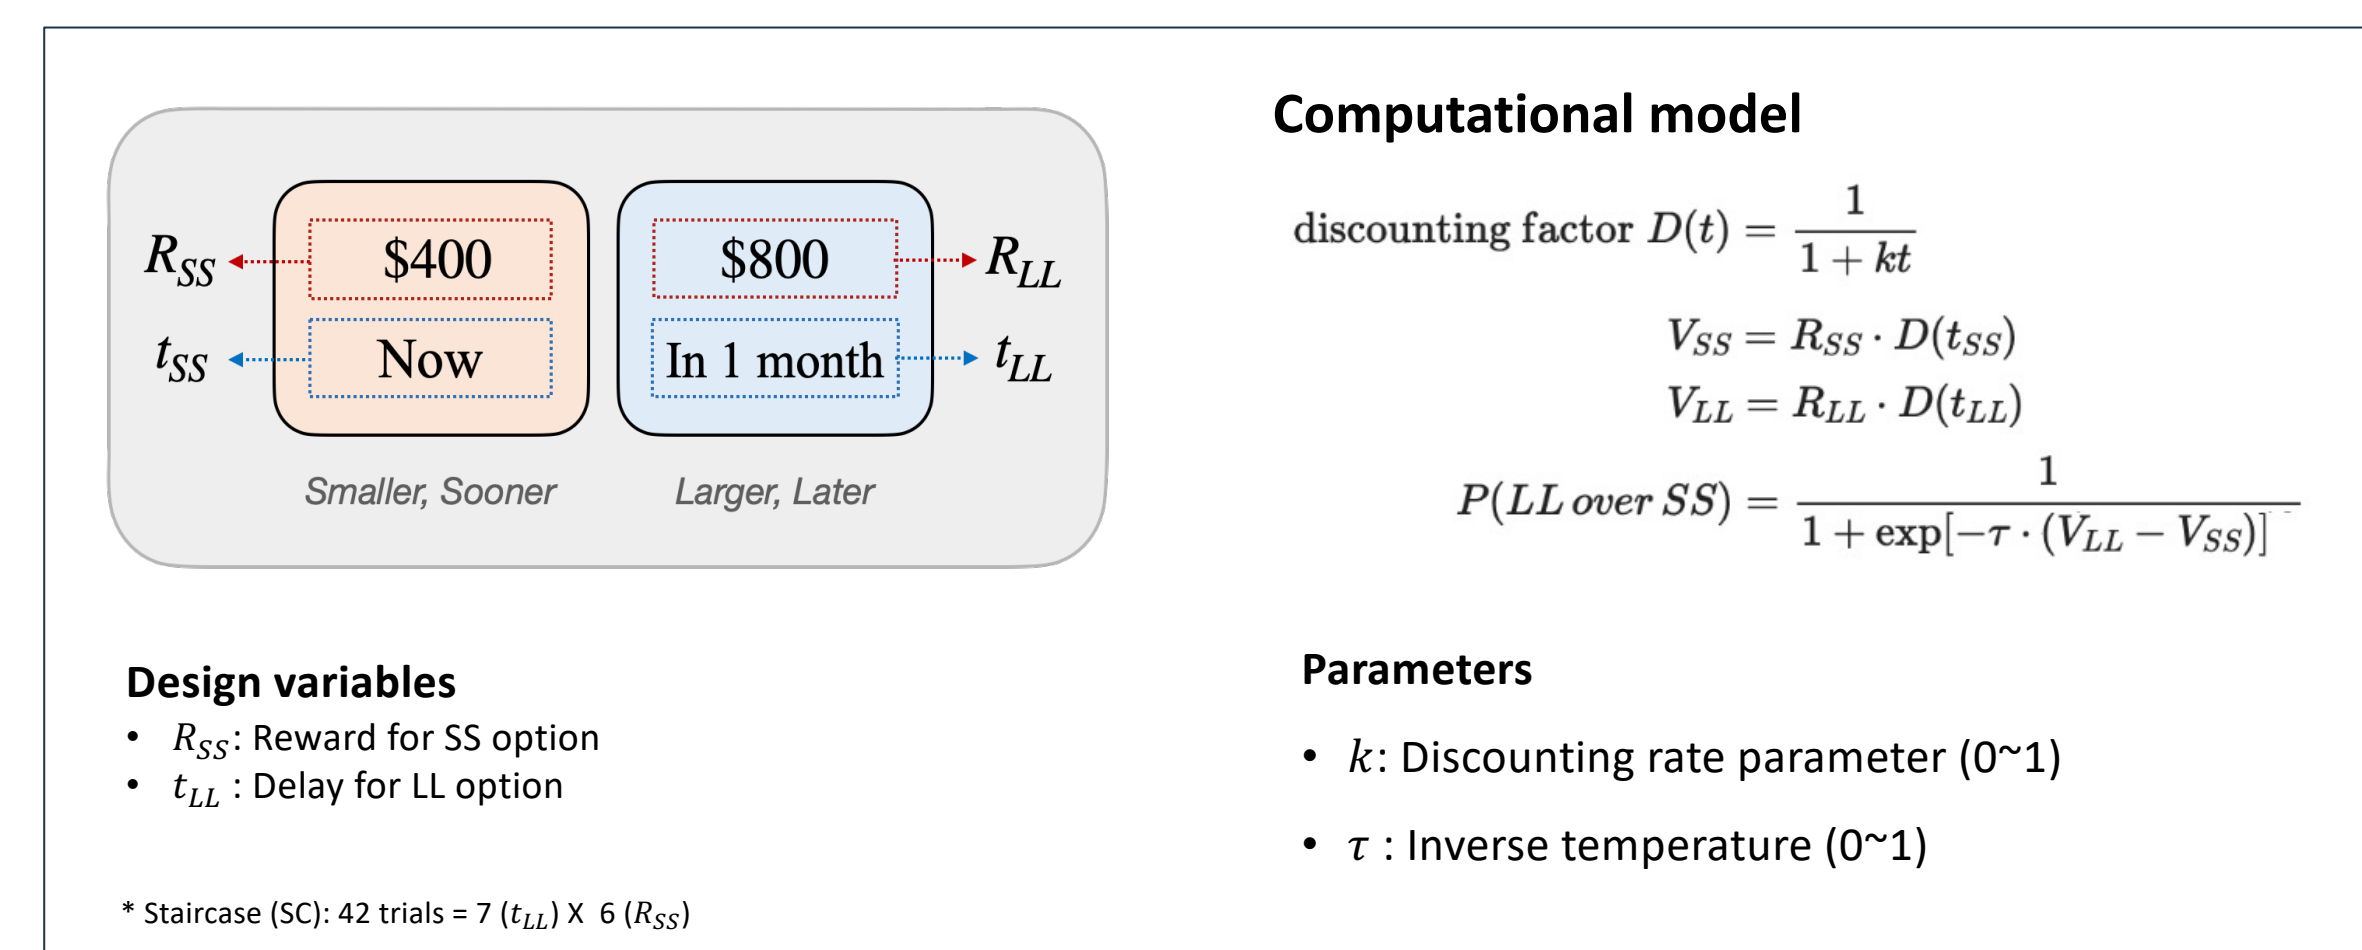 R_SS $400 $800 R_LL
t_SS Now In 1 month t_LL
Smaller, Sooner Larger, Later
Design variables
• R_SS: Reward for SS option
• t_LL : Delay for LL option
* Staircase (SC): 42 trials = 7 (t_LL) X 6 (R_SS)
Computational model
discounting factor D(t) = 1 / (1 + kt)
V_SS = R_SS · D(t_SS)
V_LL = R_LL · D(t_LL)
P(LL over SS) = 1 / (1 + exp[−τ · (V_LL − V_SS)])
Parameters
• k: Discounting rate parameter (0~1)
• τ : Inverse temperature (0~1)